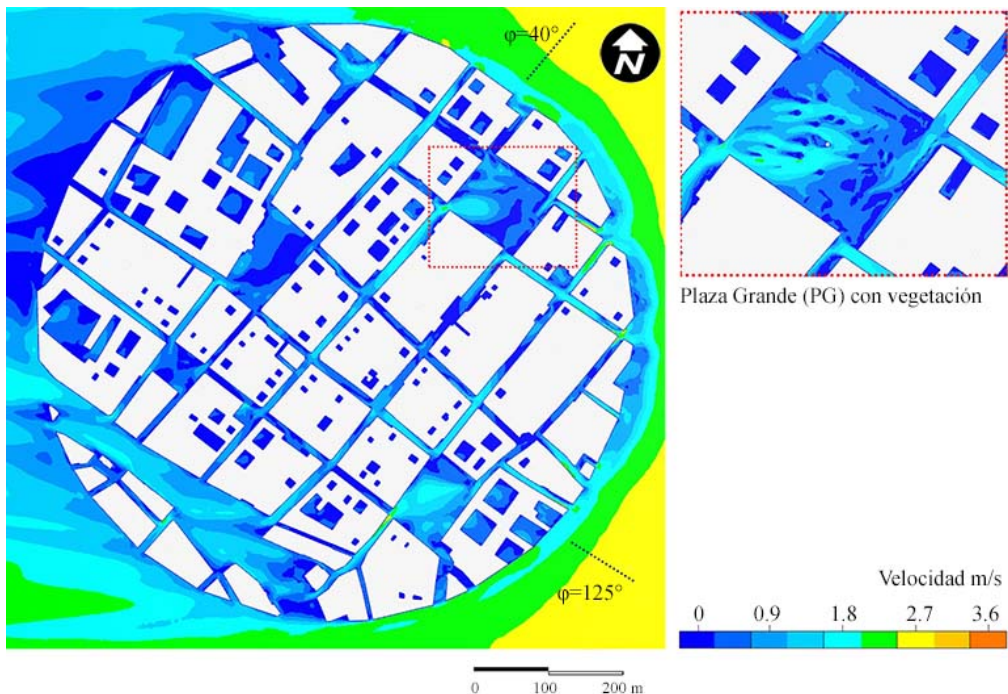 φ=40°
N
Plaza Grande (PG) con vegetación
φ=125°
Velocidad m/s
0 0.9 1.8 2.7 3.6
0 100 200 m